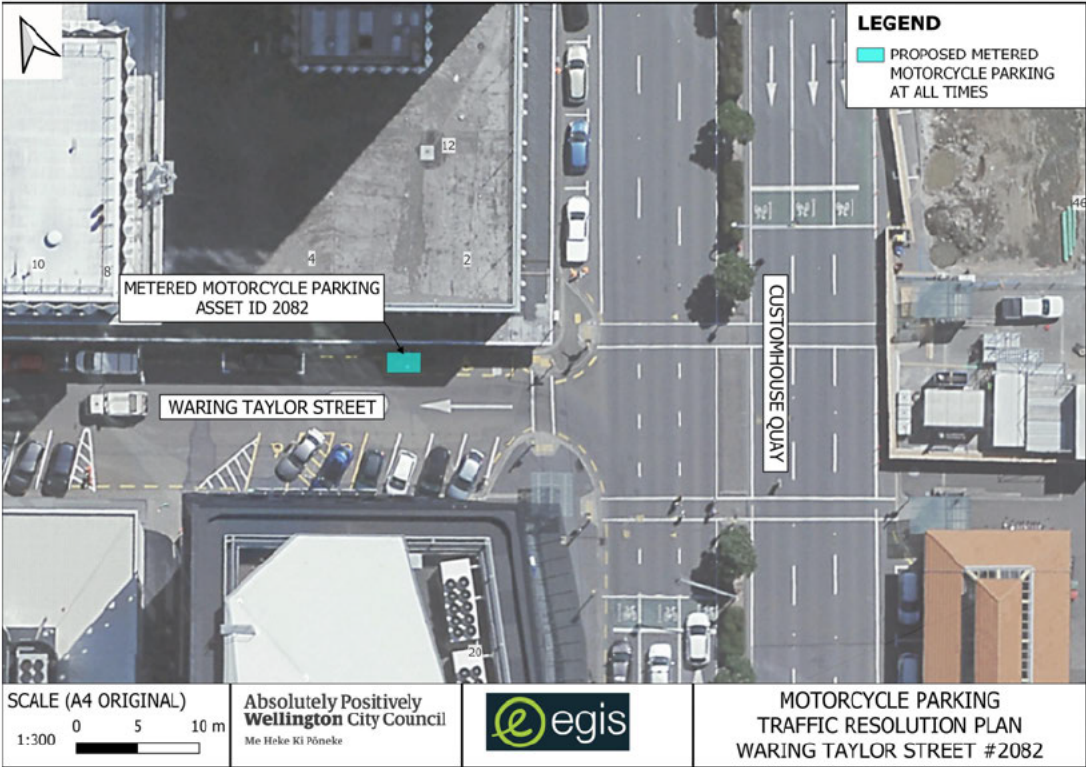 LEGEND
PROPOSED METERED
MOTORCYCLE PARKING
AT ALL TIMES
12
46
10
8
4
2
METERED MOTORCYCLE PARKING
ASSET ID 2082
CUSTOMHOUSE QUAY
WARING TAYLOR STREET
20
SCALE (A4 ORIGINAL)
0 5 10 m
1:300
Absolutely Positively
Wellington City Council
Me Heke Ki Pōneke
e egis
MOTORCYCLE PARKING
TRAFFIC RESOLUTION PLAN
WARING TAYLOR STREET #2082